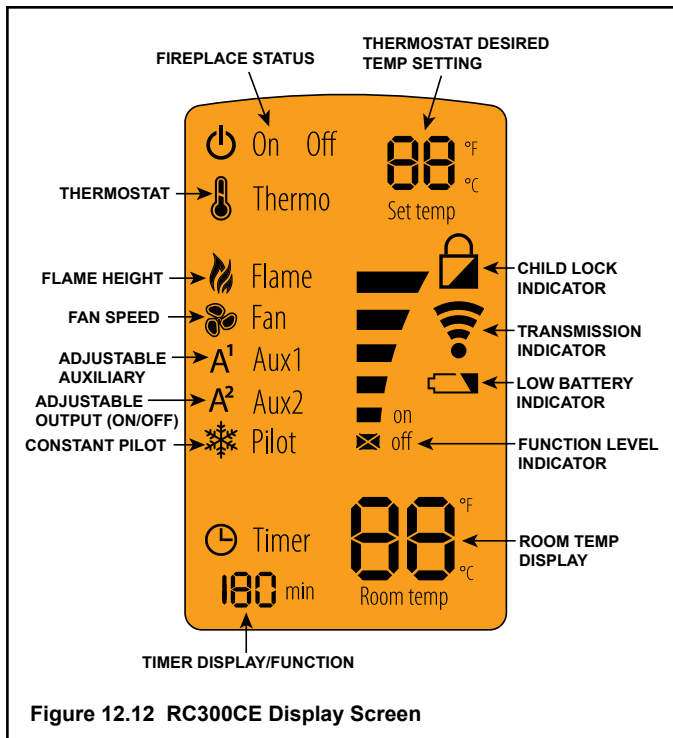 FIREPLACE STATUS
THERMOSTAT DESIRED
TEMP SETTING
On Off
88 °F
°C
Set temp
THERMOSTAT
Thermo
FLAME HEIGHT
Flame
CHILD LOCK
INDICATOR
FAN SPEED
Fan
TRANSMISSION
INDICATOR
ADJUSTABLE
AUXILIARY
A¹ Aux1
LOW BATTERY
INDICATOR
ADJUSTABLE
OUTPUT (ON/OFF)
A² Aux2
on
CONSTANT PILOT
Pilot
off
FUNCTION LEVEL
INDICATOR
Timer
180 min
88 °F
°C
Room temp
ROOM TEMP
DISPLAY
TIMER DISPLAY/FUNCTION
Figure 12.12 RC300CE Display Screen